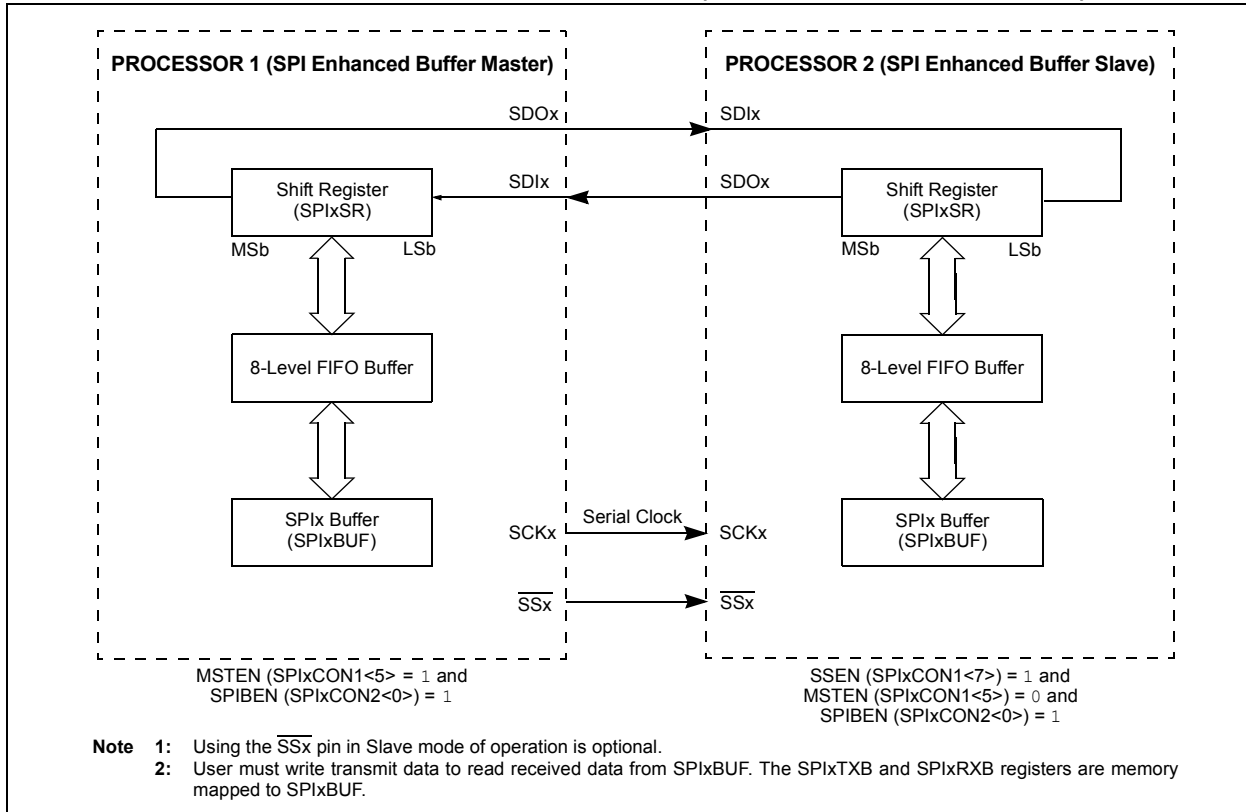 PROCESSOR 1 (SPI Enhanced Buffer Master)
PROCESSOR 2 (SPI Enhanced Buffer Slave)
SDOx
SDIx
Shift Register
(SPIxSR)
SDIx
SDOx
Shift Register
(SPIxSR)
MSb
LSb
MSb
LSb
8-Level FIFO Buffer
8-Level FIFO Buffer
SPIx Buffer
(SPIxBUF)
SCKx
Serial Clock
SCKx
SPIx Buffer
(SPIxBUF)
SSx
SSx
MSTEN (SPIxCON1<5> = 1 and
SPIBEN (SPIxCON2<0>) = 1
SSEN (SPIxCON1<7>) = 1 and
MSTEN (SPIxCON1<5>) = 0 and
SPIBEN (SPIxCON2<0>) = 1
Note 1: Using the SSx pin in Slave mode of operation is optional.
2: User must write transmit data to read received data from SPIxBUF. The SPIxTXB and SPIxRXB registers are memory
mapped to SPIxBUF.